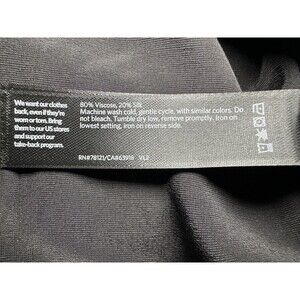 We want our clothes
back, even if they're
worn or torn. Bring
them to our US stores
and support our
take-back program.
80% Viscose, 20% Silk
Machine wash cold, gentle cycle, with similar colors. Do
not bleach. Tumble dry low, remove promptly. Iron on
lowest setting, iron on reverse side.
RN#78121/CA#63916 VL2